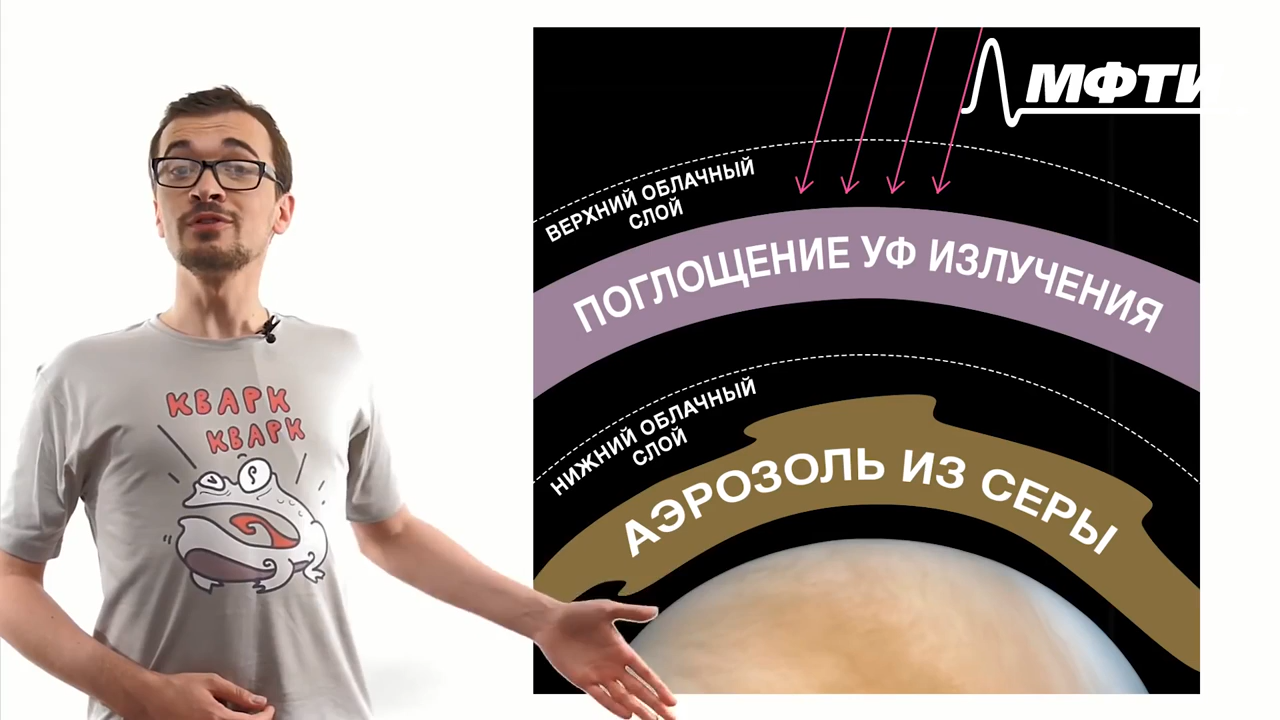 КВАРК
КВАРК
МФТИ
ВЕРХНИЙ ОБЛАЧНЫЙ
СЛОЙ
ПОГЛОЩЕНИЕ УФ ИЗЛУЧЕНИЯ
НИЖНИЙ ОБЛАЧНЫЙ
СЛОЙ
АЭРОЗОЛЬ ИЗ СЕРЫ